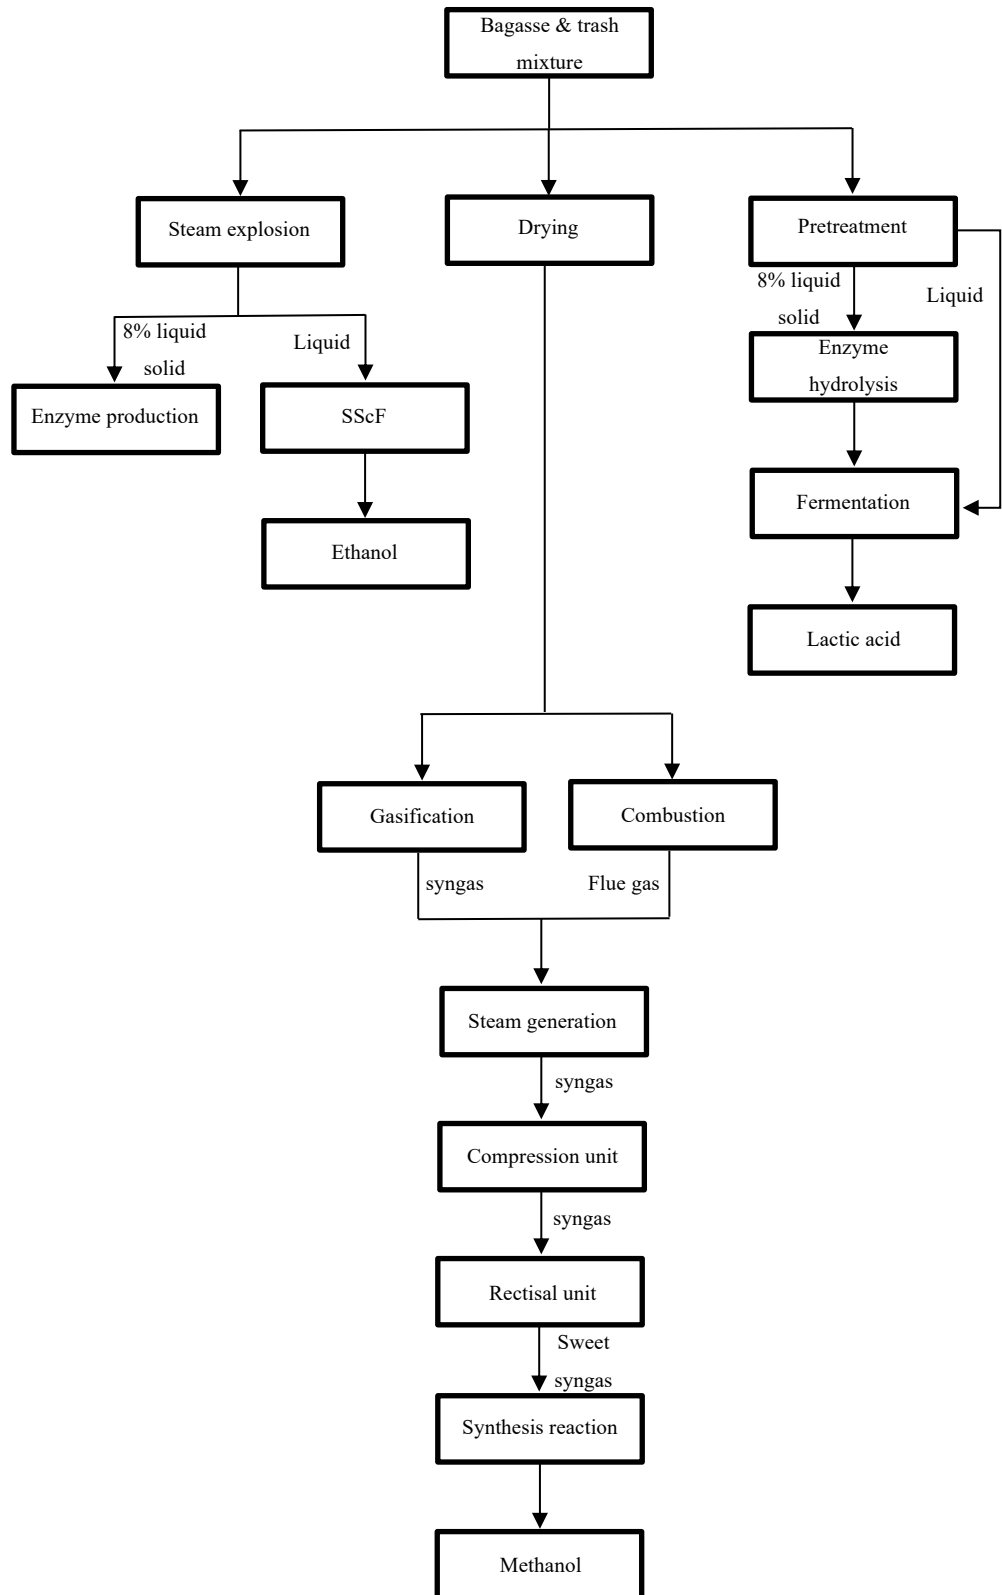 Bagasse & trash
mixture
Steam explosion
Drying
Pretreatment
8% liquid
solid
Liquid
8% liquid
solid
Liquid
Enzyme production
SScF
Enzyme
hydrolysis
Ethanol
Fermentation
Lactic acid
Gasification
Combustion
syngas
Flue gas
Steam generation
syngas
Compression unit
syngas
Rectisal unit
Sweet
syngas
Synthesis reaction
Methanol